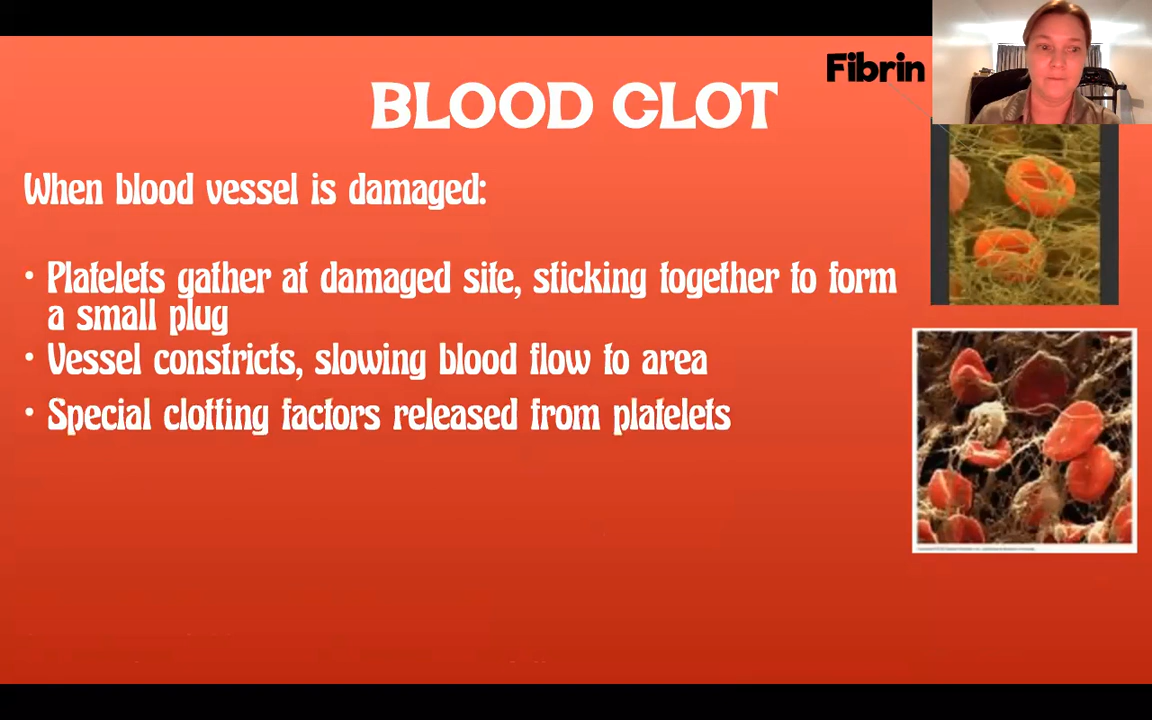 Fibrin
BLOOD CLOT
When blood vessel is damaged:
• Platelets gather at damaged site, sticking together to form
a small plug
• Vessel constricts, slowing blood flow to area
• Special clotting factors released from platelets